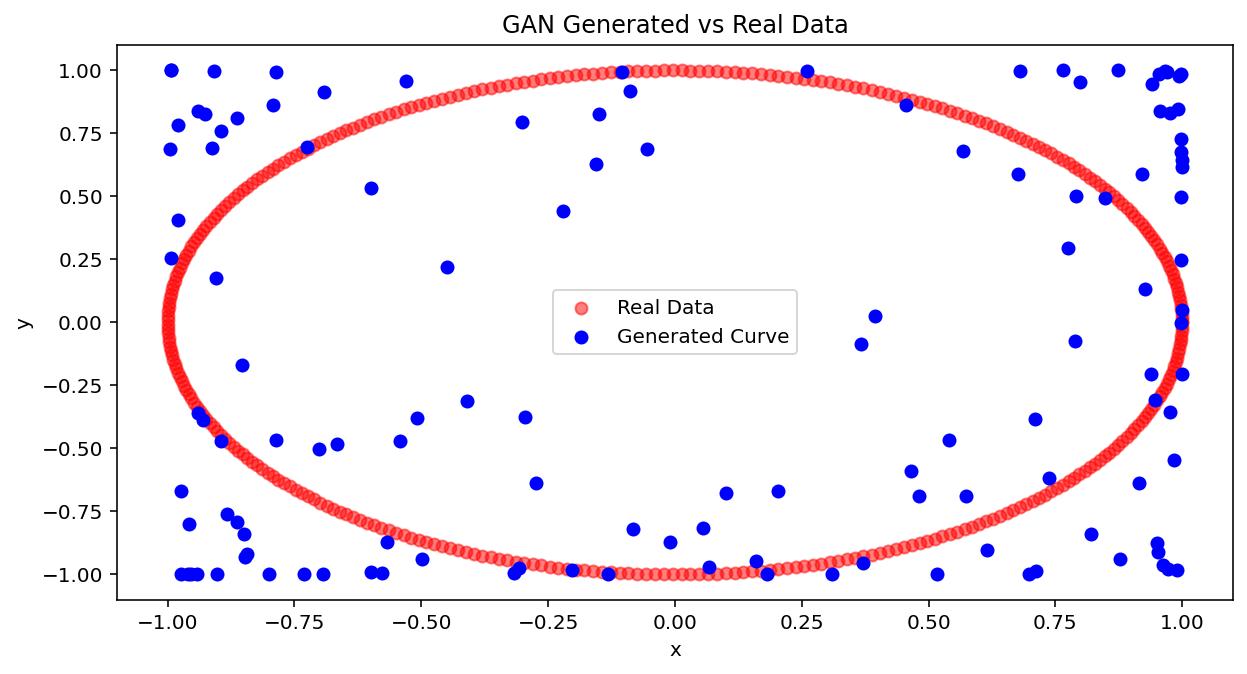 GAN Generated vs Real Data
1.00
0.75
0.50
0.25
0.00
−0.25
−0.50
−0.75
−1.00
y
Real Data
Generated Curve
−1.00 −0.75 −0.50 −0.25 0.00 0.25 0.50 0.75 1.00
x